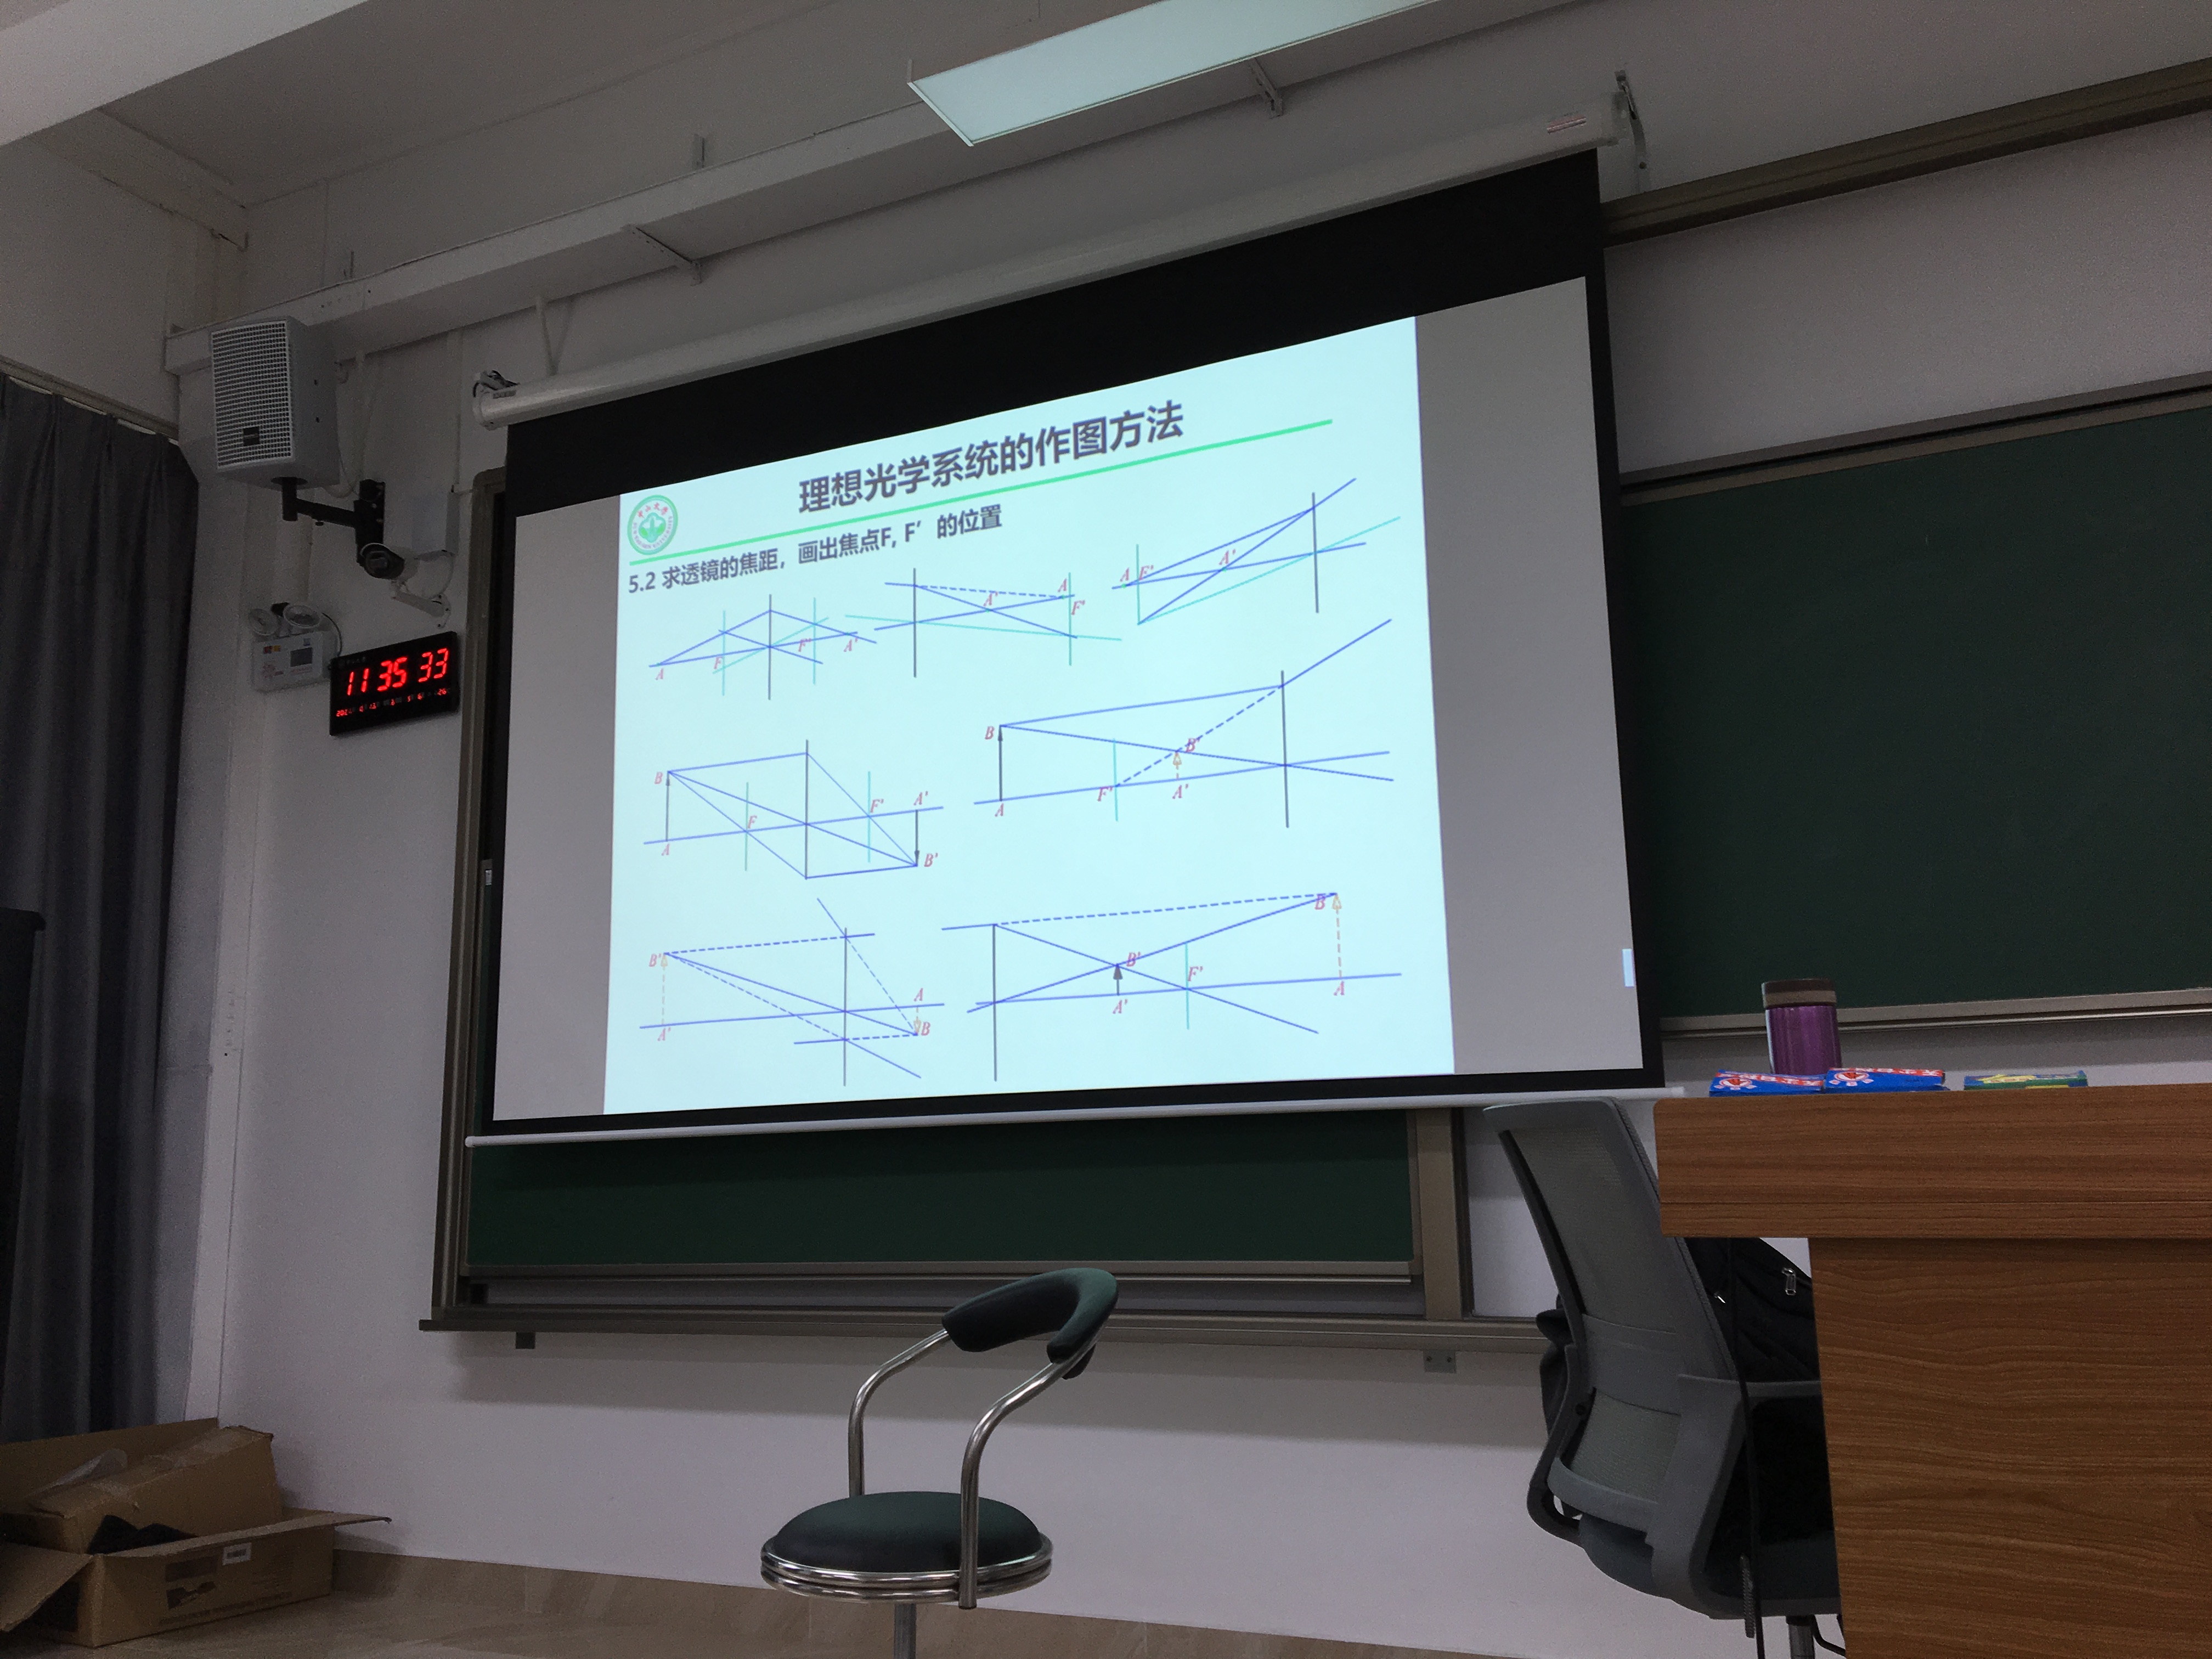 理想光学系统的作图方法
5.2 求透镜的焦距，画出焦点F, F′ 的位置
A F F' A'
A' A F'
A F' A'
B A F F' A' B'
B A F' B' A'
B' A' A B
B' A' F' B A
11 35 33